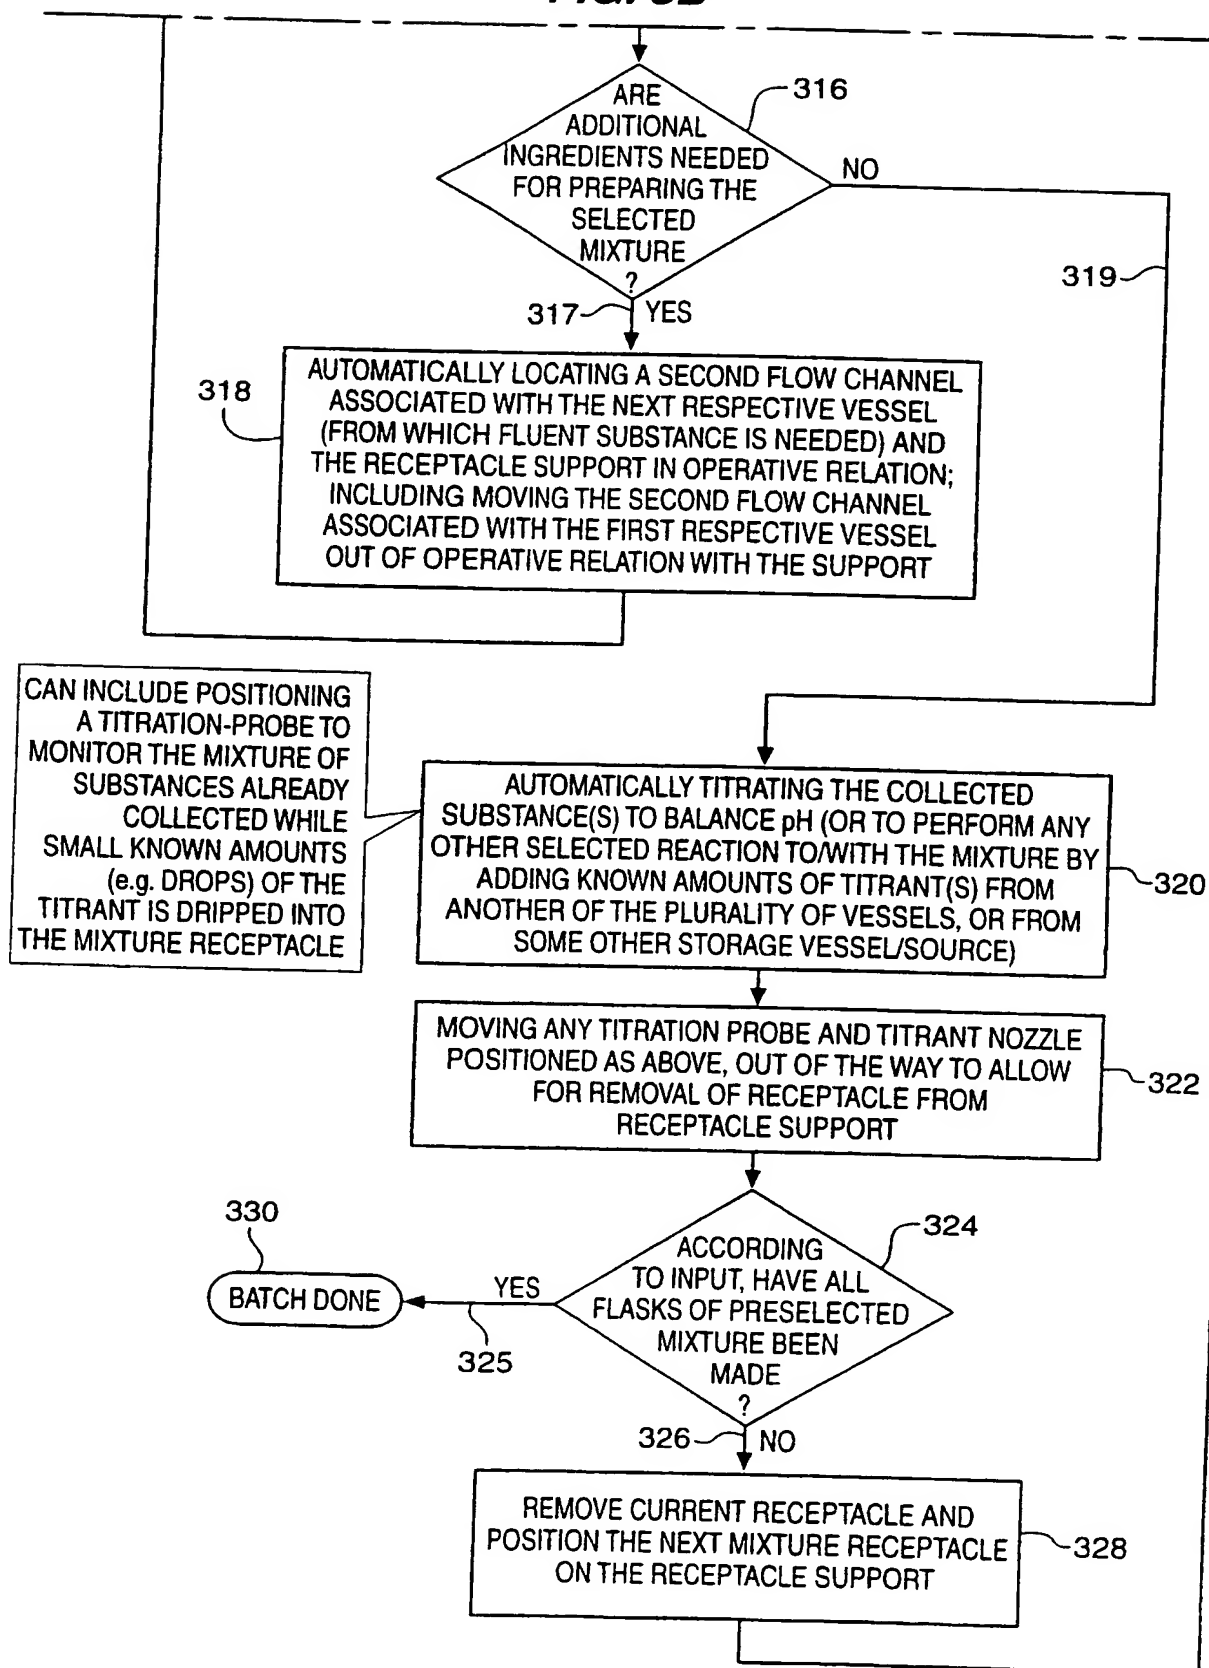 ARE
ADDITIONAL
INGREDIENTS NEEDED
FOR PREPARING THE
SELECTED
MIXTURE
?
316
NO
319
317
YES
318
AUTOMATICALLY LOCATING A SECOND FLOW CHANNEL
ASSOCIATED WITH THE NEXT RESPECTIVE VESSEL
(FROM WHICH FLUENT SUBSTANCE IS NEEDED) AND
THE RECEPTACLE SUPPORT IN OPERATIVE RELATION;
INCLUDING MOVING THE SECOND FLOW CHANNEL
ASSOCIATED WITH THE FIRST RESPECTIVE VESSEL
OUT OF OPERATIVE RELATION WITH THE SUPPORT
CAN INCLUDE POSITIONING
A TITRATION-PROBE TO
MONITOR THE MIXTURE OF
SUBSTANCES ALREADY
COLLECTED WHILE
SMALL KNOWN AMOUNTS
(e.g. DROPS) OF THE
TITRANT IS DRIPPED INTO
THE MIXTURE RECEPTACLE
AUTOMATICALLY TITRATING THE COLLECTED
SUBSTANCE(S) TO BALANCE pH (OR TO PERFORM ANY
OTHER SELECTED REACTION TO/WITH THE MIXTURE BY
ADDING KNOWN AMOUNTS OF TITRANT(S) FROM
ANOTHER OF THE PLURALITY OF VESSELS, OR FROM
SOME OTHER STORAGE VESSEL/SOURCE)
320
MOVING ANY TITRATION PROBE AND TITRANT NOZZLE
POSITIONED AS ABOVE, OUT OF THE WAY TO ALLOW
FOR REMOVAL OF RECEPTACLE FROM
RECEPTACLE SUPPORT
322
330
BATCH DONE
YES
325
ACCORDING
TO INPUT, HAVE ALL
FLASKS OF PRESELECTED
MIXTURE BEEN
MADE
?
324
326
NO
REMOVE CURRENT RECEPTACLE AND
POSITION THE NEXT MIXTURE RECEPTACLE
ON THE RECEPTACLE SUPPORT
328